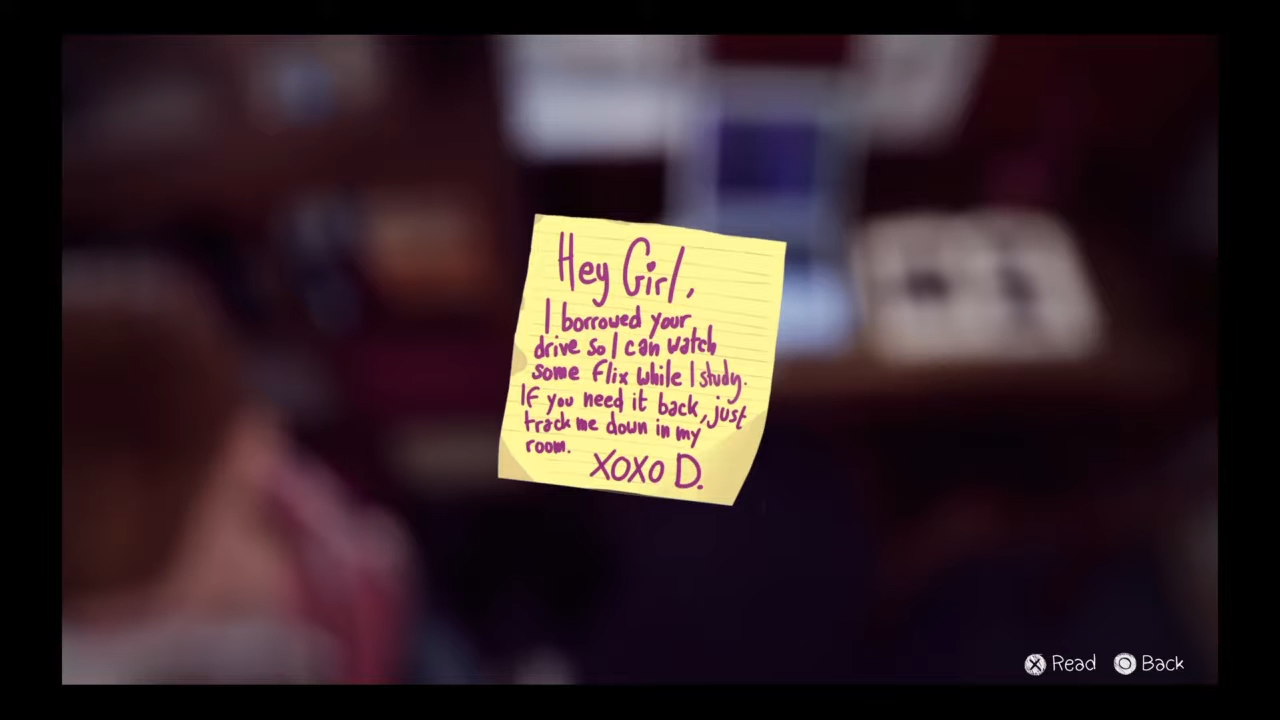 Hey Girl,
I borrowed your
drive so I can watch
some flix while I study.
If you need it back, just
track me down in my
room.
XOXO D.
Read Back